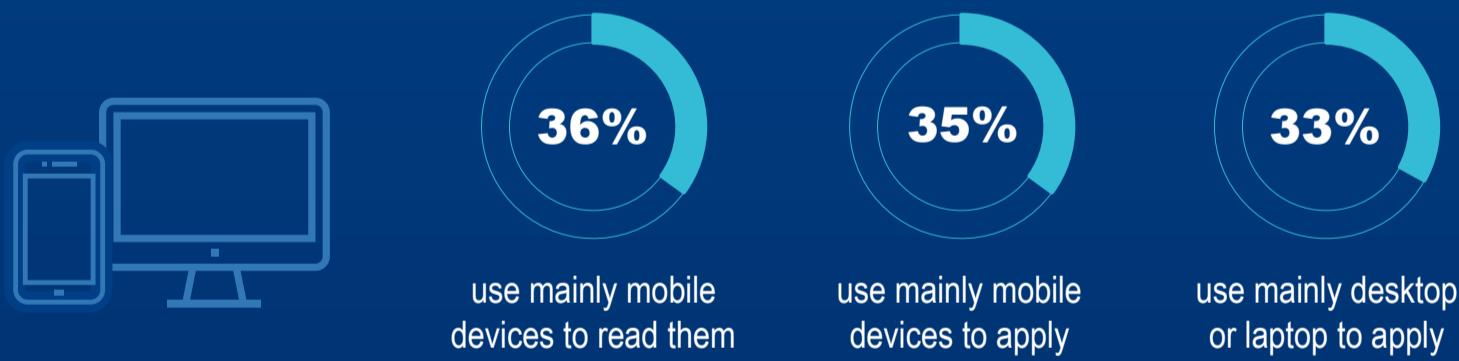 36%
use mainly mobile
devices to read them
35%
use mainly mobile
devices to apply
33%
use mainly desktop
or laptop to apply